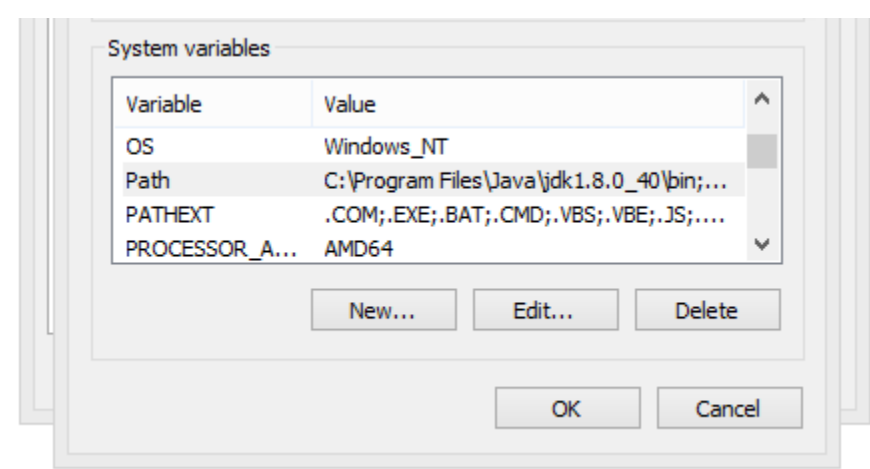 System variables
Variable Value
OS Windows_NT
Path C:\Program Files\Java\jdk1.8.0_40\bin;...
PATHEXT .COM;.EXE;.BAT;.CMD;.VBS;.VBE;.JS;....
PROCESSOR_A... AMD64
New... Edit... Delete
OK Cancel